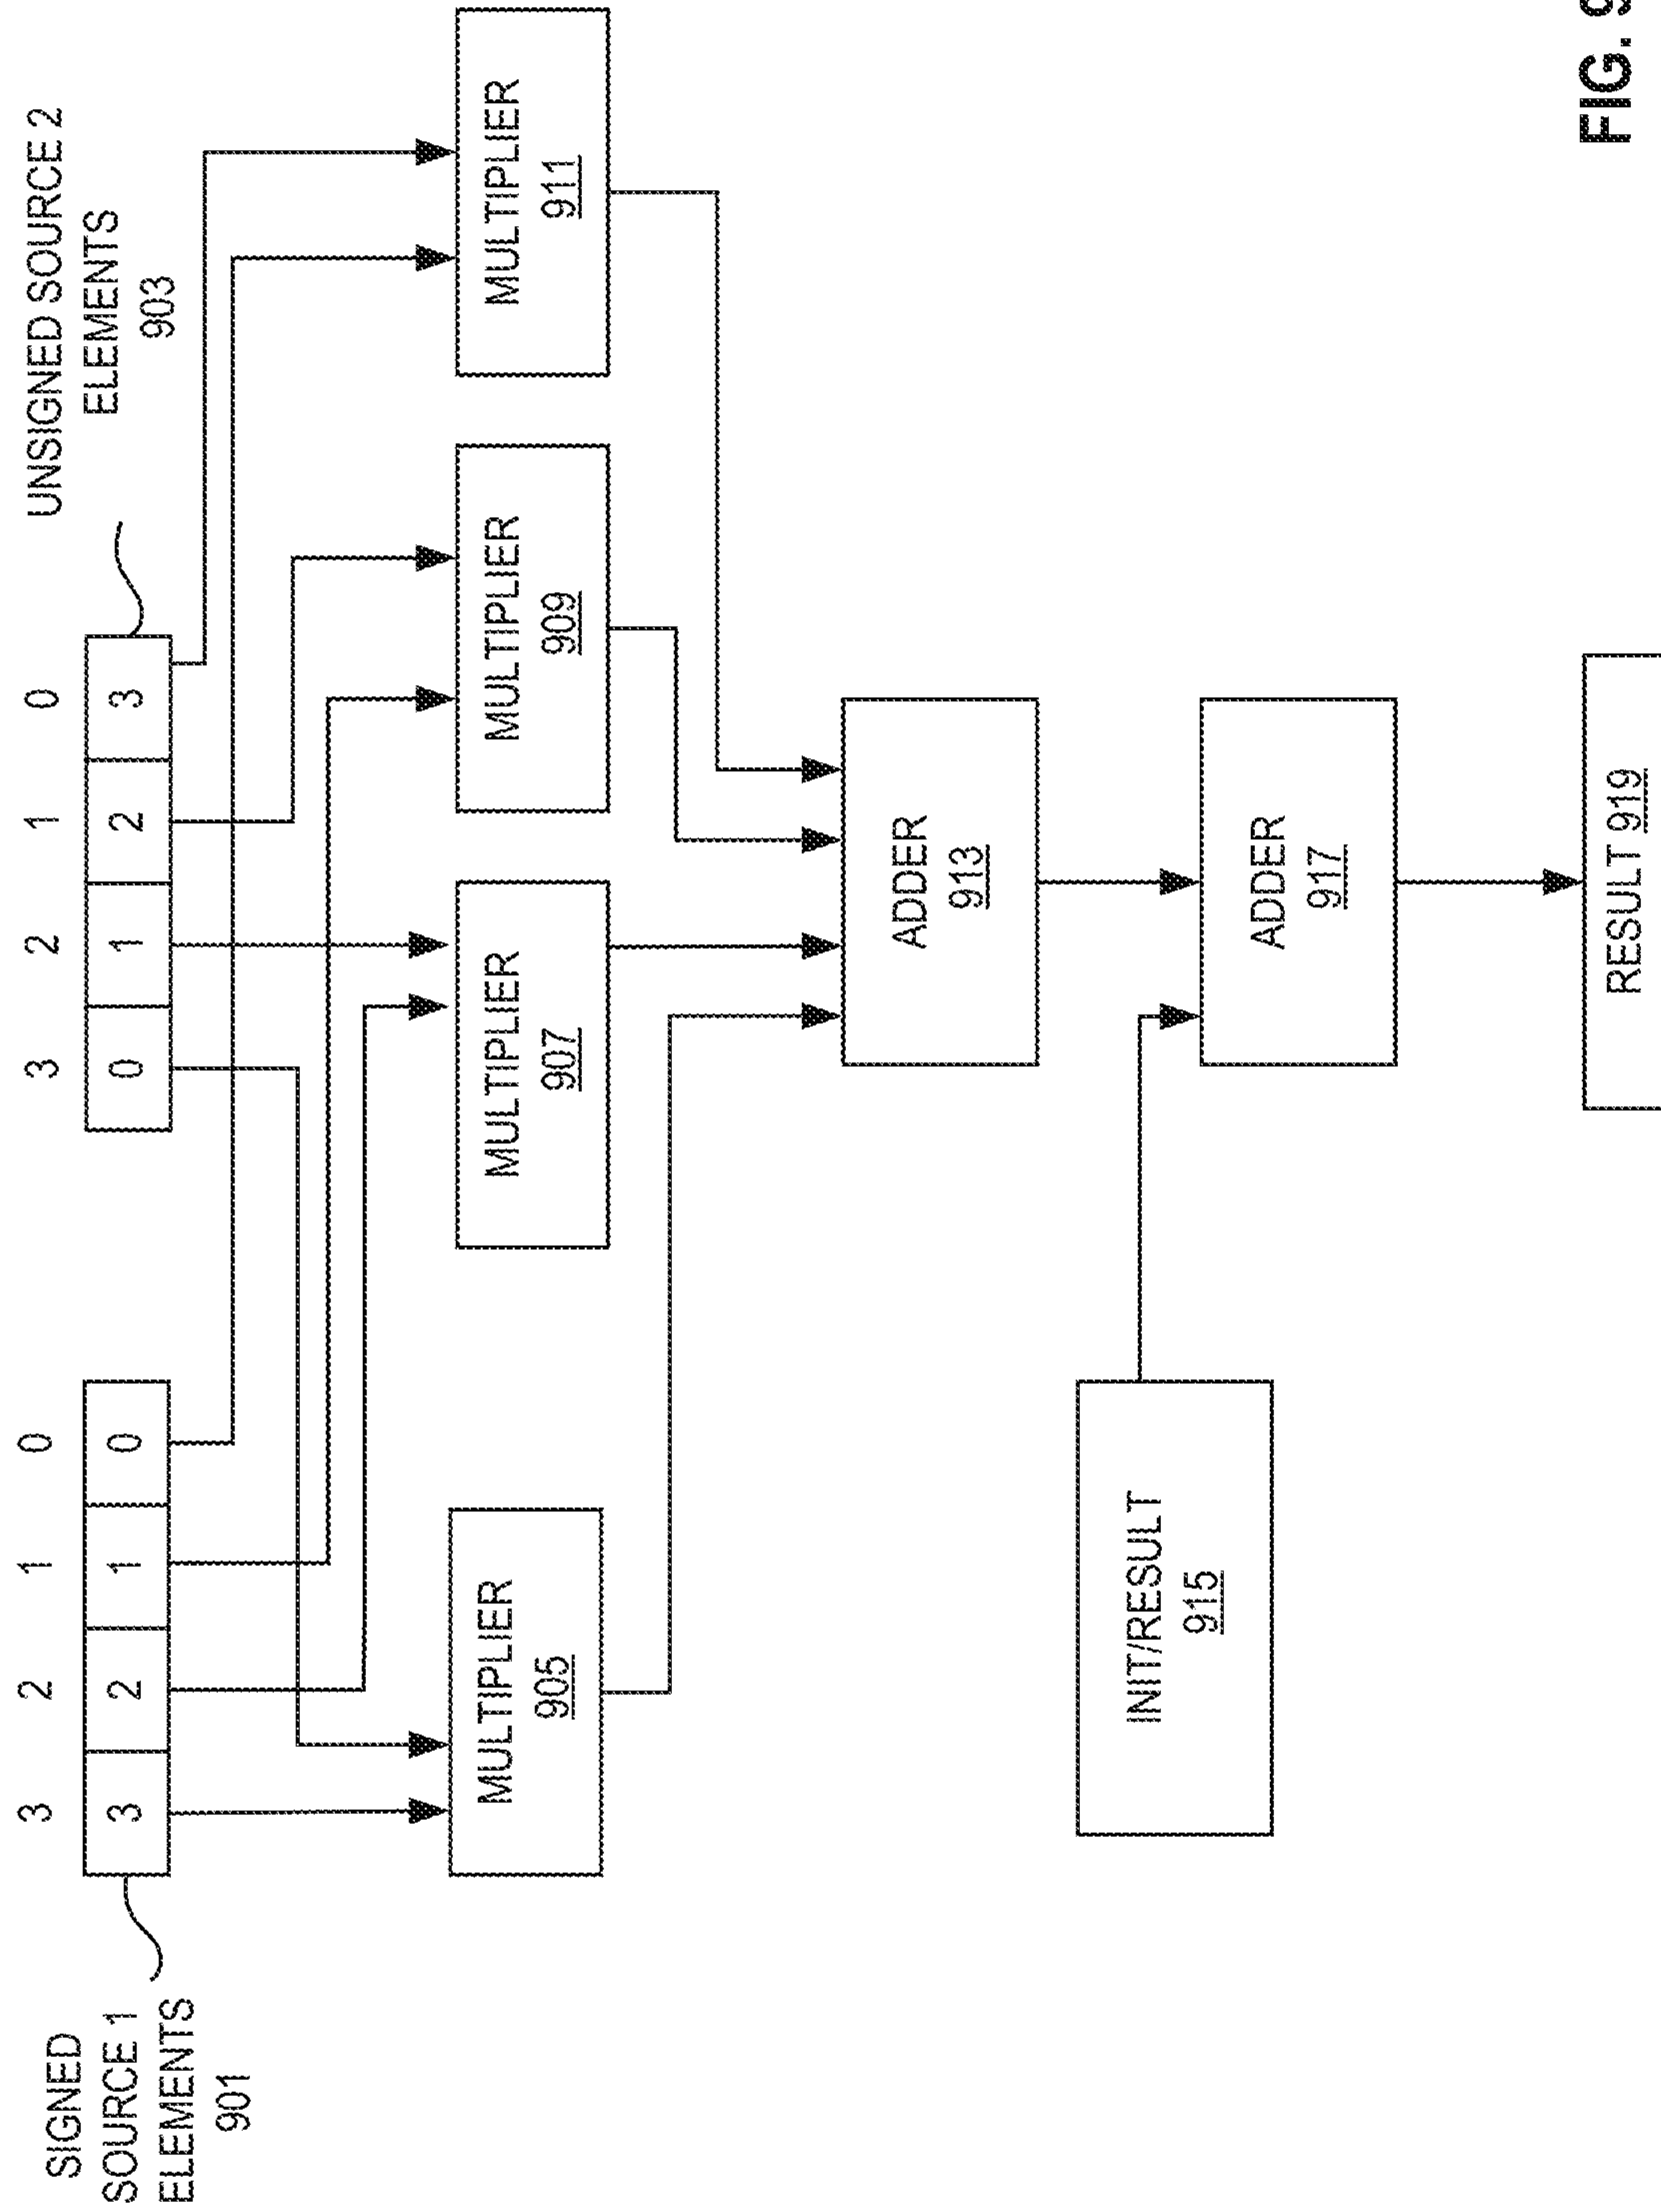 SIGNED
SOURCE 1
ELEMENTS
901
3 2 1 0
3 2 1 0
UNSIGNED SOURCE 2
ELEMENTS
903
3 2 1 0
0 1 2 3
MULTIPLIER
905
MULTIPLIER
907
MULTIPLIER
909
MULTIPLIER
911
ADDER
913
INIT/RESULT
915
ADDER
917
RESULT 919
FIG. 9